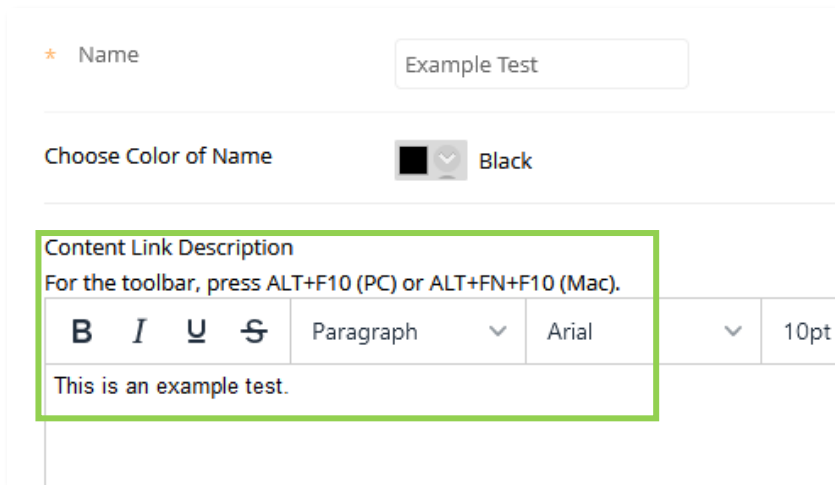 * Name
Example Test
Choose Color of Name
Black
Content Link Description
For the toolbar, press ALT+F10 (PC) or ALT+FN+F10 (Mac).
B I U S Paragraph Arial 10pt
This is an example test.